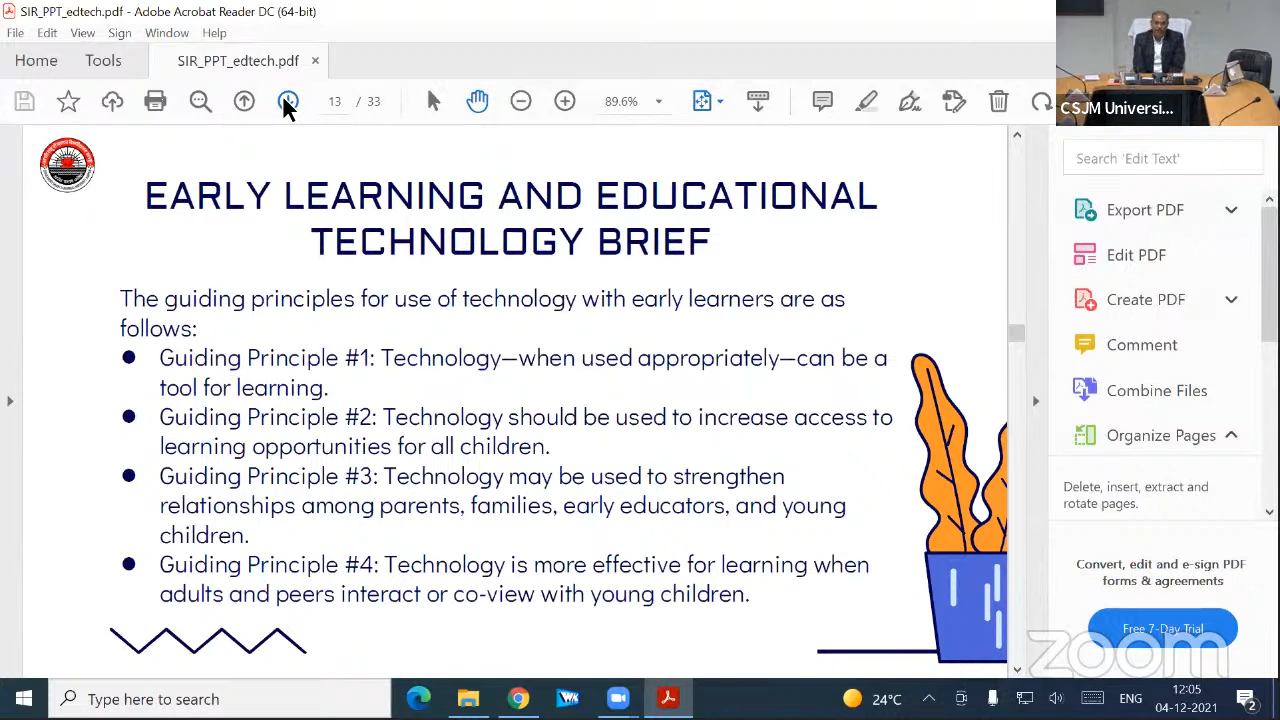 SIR_PPT_edtech.pdf - Adobe Acrobat Reader DC (64-bit)
File Edit View Sign Window Help
Home Tools SIR_PPT_edtech.pdf ×
13 / 33 89.6%
CSJM Universi...
EARLY LEARNING AND EDUCATIONAL
TECHNOLOGY BRIEF
The guiding principles for use of technology with early learners are as
follows:
● Guiding Principle #1: Technology—when used appropriately—can be a
tool for learning.
● Guiding Principle #2: Technology should be used to increase access to
learning opportunities for all children.
● Guiding Principle #3: Technology may be used to strengthen
relationships among parents, families, early educators, and young
children.
● Guiding Principle #4: Technology is more effective for learning when
adults and peers interact or co-view with young children.
Search 'Edit Text'
Export PDF
Edit PDF
Create PDF
Comment
Combine Files
Organize Pages
Delete, insert, extract and
rotate pages.
Convert, edit and e-sign PDF
forms & agreements
Free 7-Day Trial
zoom
Type here to search
24°C
ENG
12:05
04-12-2021
2